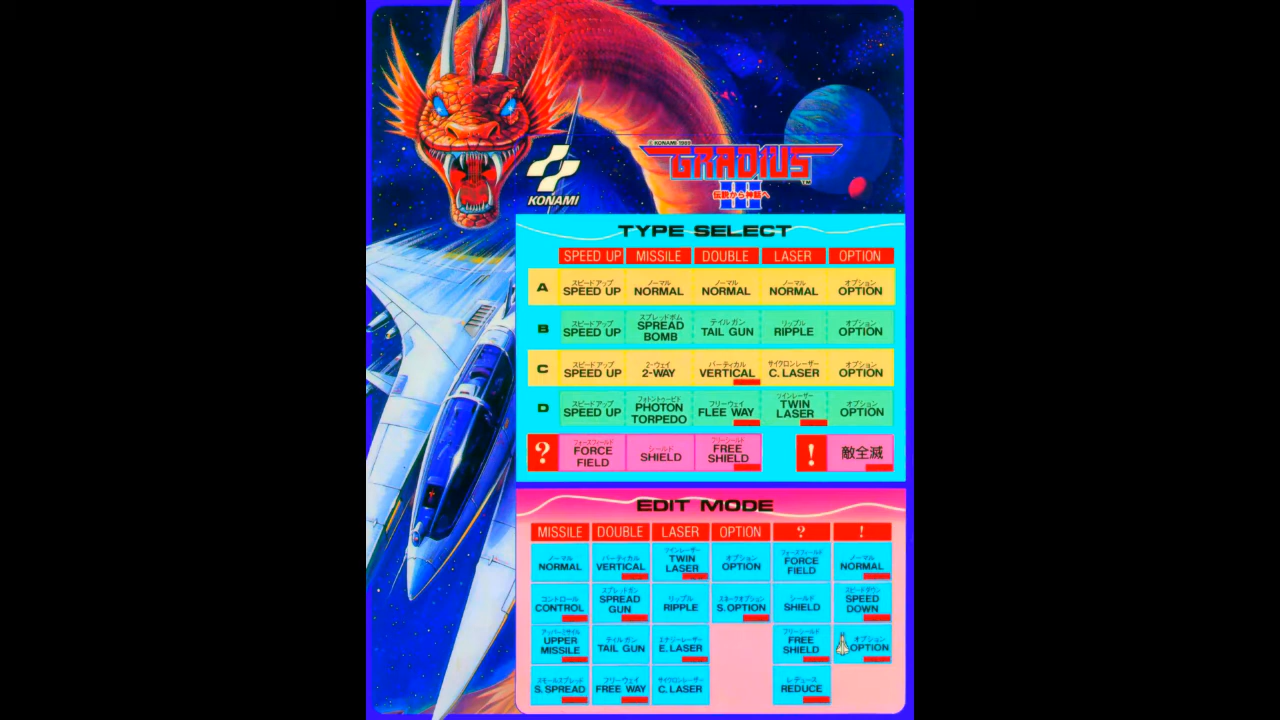 © KONAMI 1989
GRADIUS
TM
III
伝説から神話へ
KONAMI
TYPE SELECT
SPEED UP MISSILE DOUBLE LASER OPTION
スピードアップ ノーマル ノーマル ノーマル オプション
A SPEED UP NORMAL NORMAL NORMAL OPTION
スピードアップ スプレッドボム テイルガン リップル オプション
B SPEED UP SPREAD BOMB TAIL GUN RIPPLE OPTION
スピードアップ 2-ウェイ バーティカル サイクロンレーザー オプション
C SPEED UP 2-WAY VERTICAL C. LASER OPTION
スピードアップ フォトントゥーピド フリーウェイ ツインレーザー オプション
D SPEED UP PHOTON TORPEDO FLEE WAY TWIN LASER OPTION
フォースフィールド シールド フリーシールド
? FORCE FIELD SHIELD FREE SHIELD ! 敵全滅
EDIT MODE
MISSILE DOUBLE LASER OPTION ? !
ノーマル バーティカル ツインレーザー オプション フォースフィールド ノーマル
NORMAL VERTICAL TWIN LASER OPTION FORCE FIELD NORMAL
コントロール スプレッドガン リップル スネークオプション シールド スピードダウン
CONTROL SPREAD GUN RIPPLE S.OPTION SHIELD SPEED DOWN
アッパーミサイル テイルガン エナジーレーザー フリーシールド オプション
UPPER MISSILE TAIL GUN E. LASER FREE SHIELD OPTION
スモールスプレッド フリーウェイ サイクロンレーザー レデュース
S. SPREAD FREE WAY C. LASER REDUCE